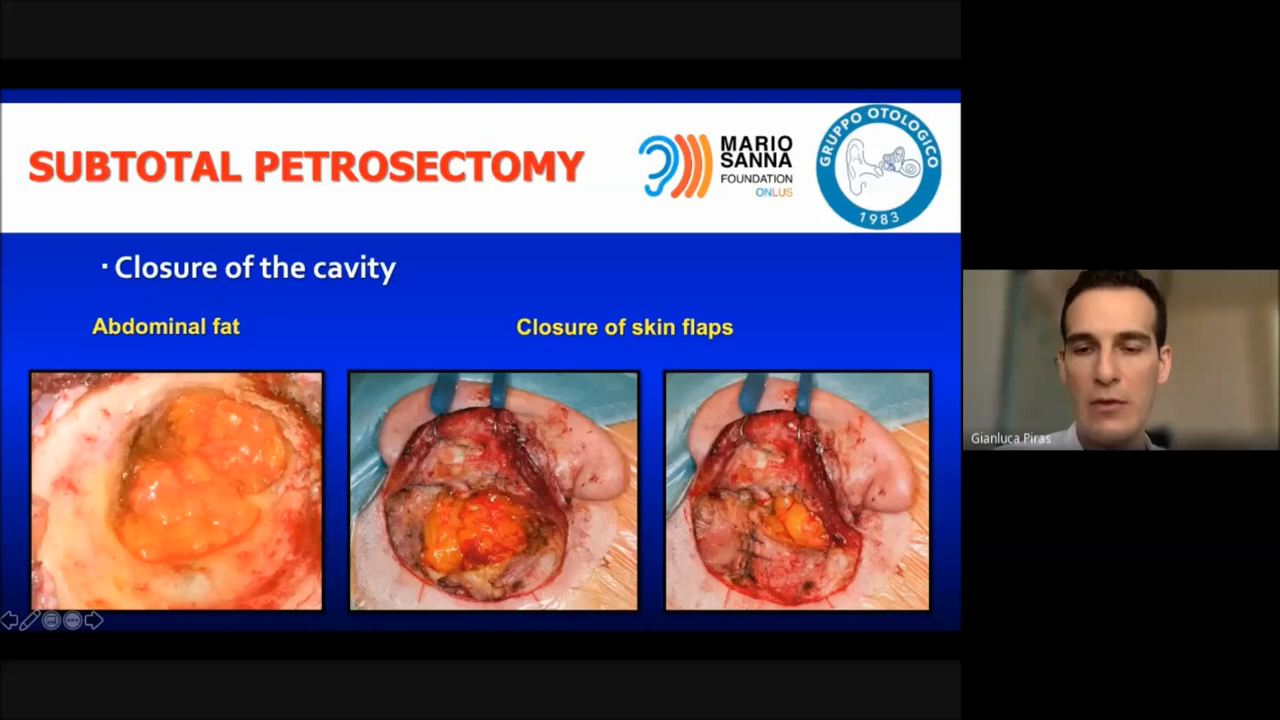 SUBTOTAL PETROSECTOMY
MARIO
SANNA
FOUNDATION
ONLUS
GRUPPO OTOLOGICO
1983
· Closure of the cavity
Abdominal fat
Closure of skin flaps
Gianluca Piras